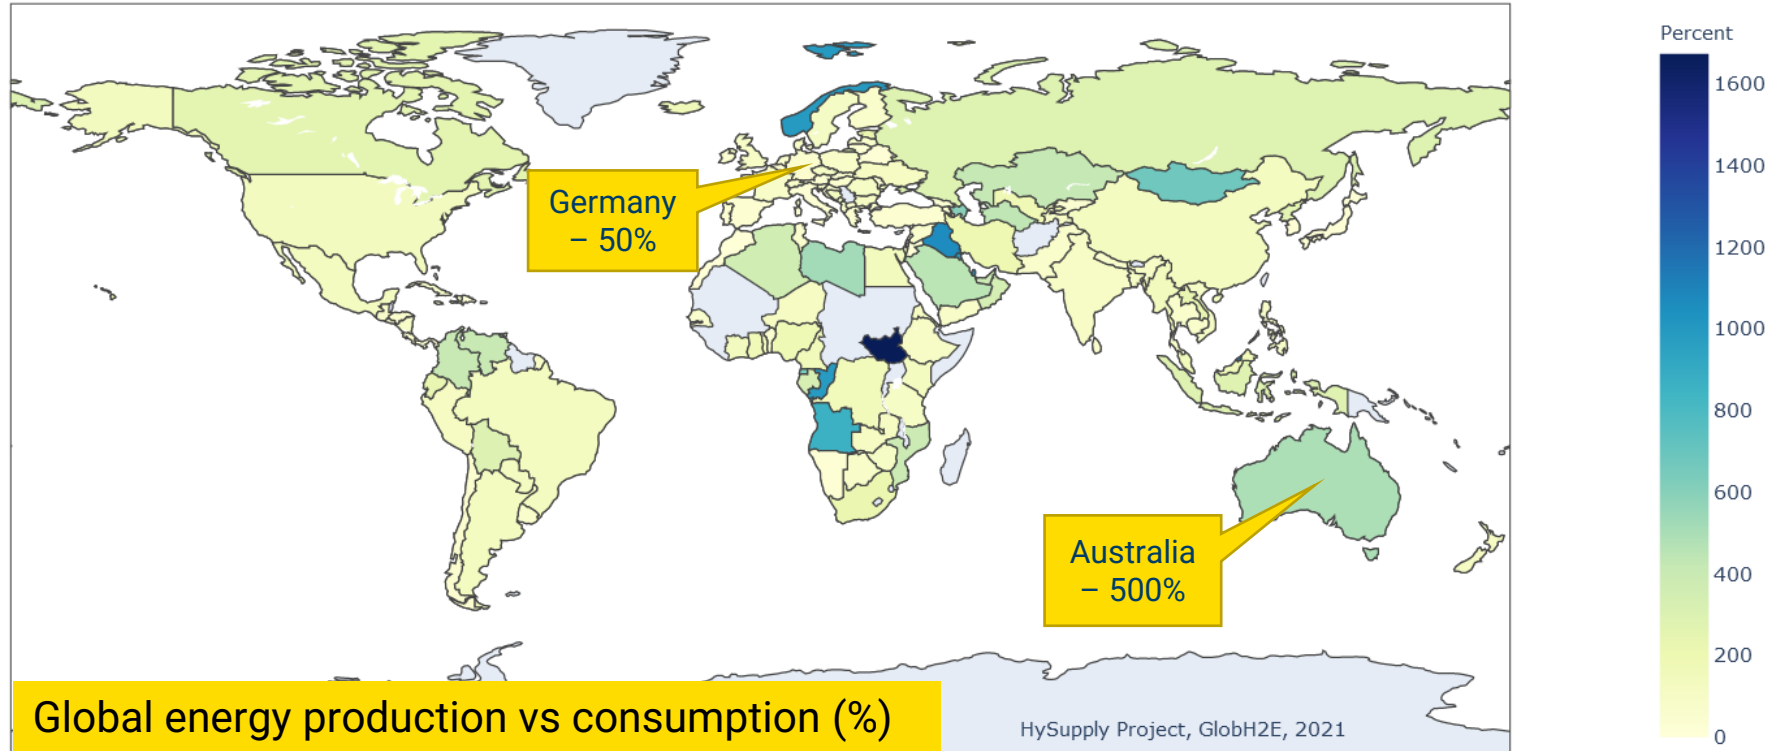 Percent
1600
1400
1200
1000
800
600
400
200
0
Germany
– 50%
Australia
– 500%
Global energy production vs consumption (%)
HySupply Project, GlobH2E, 2021